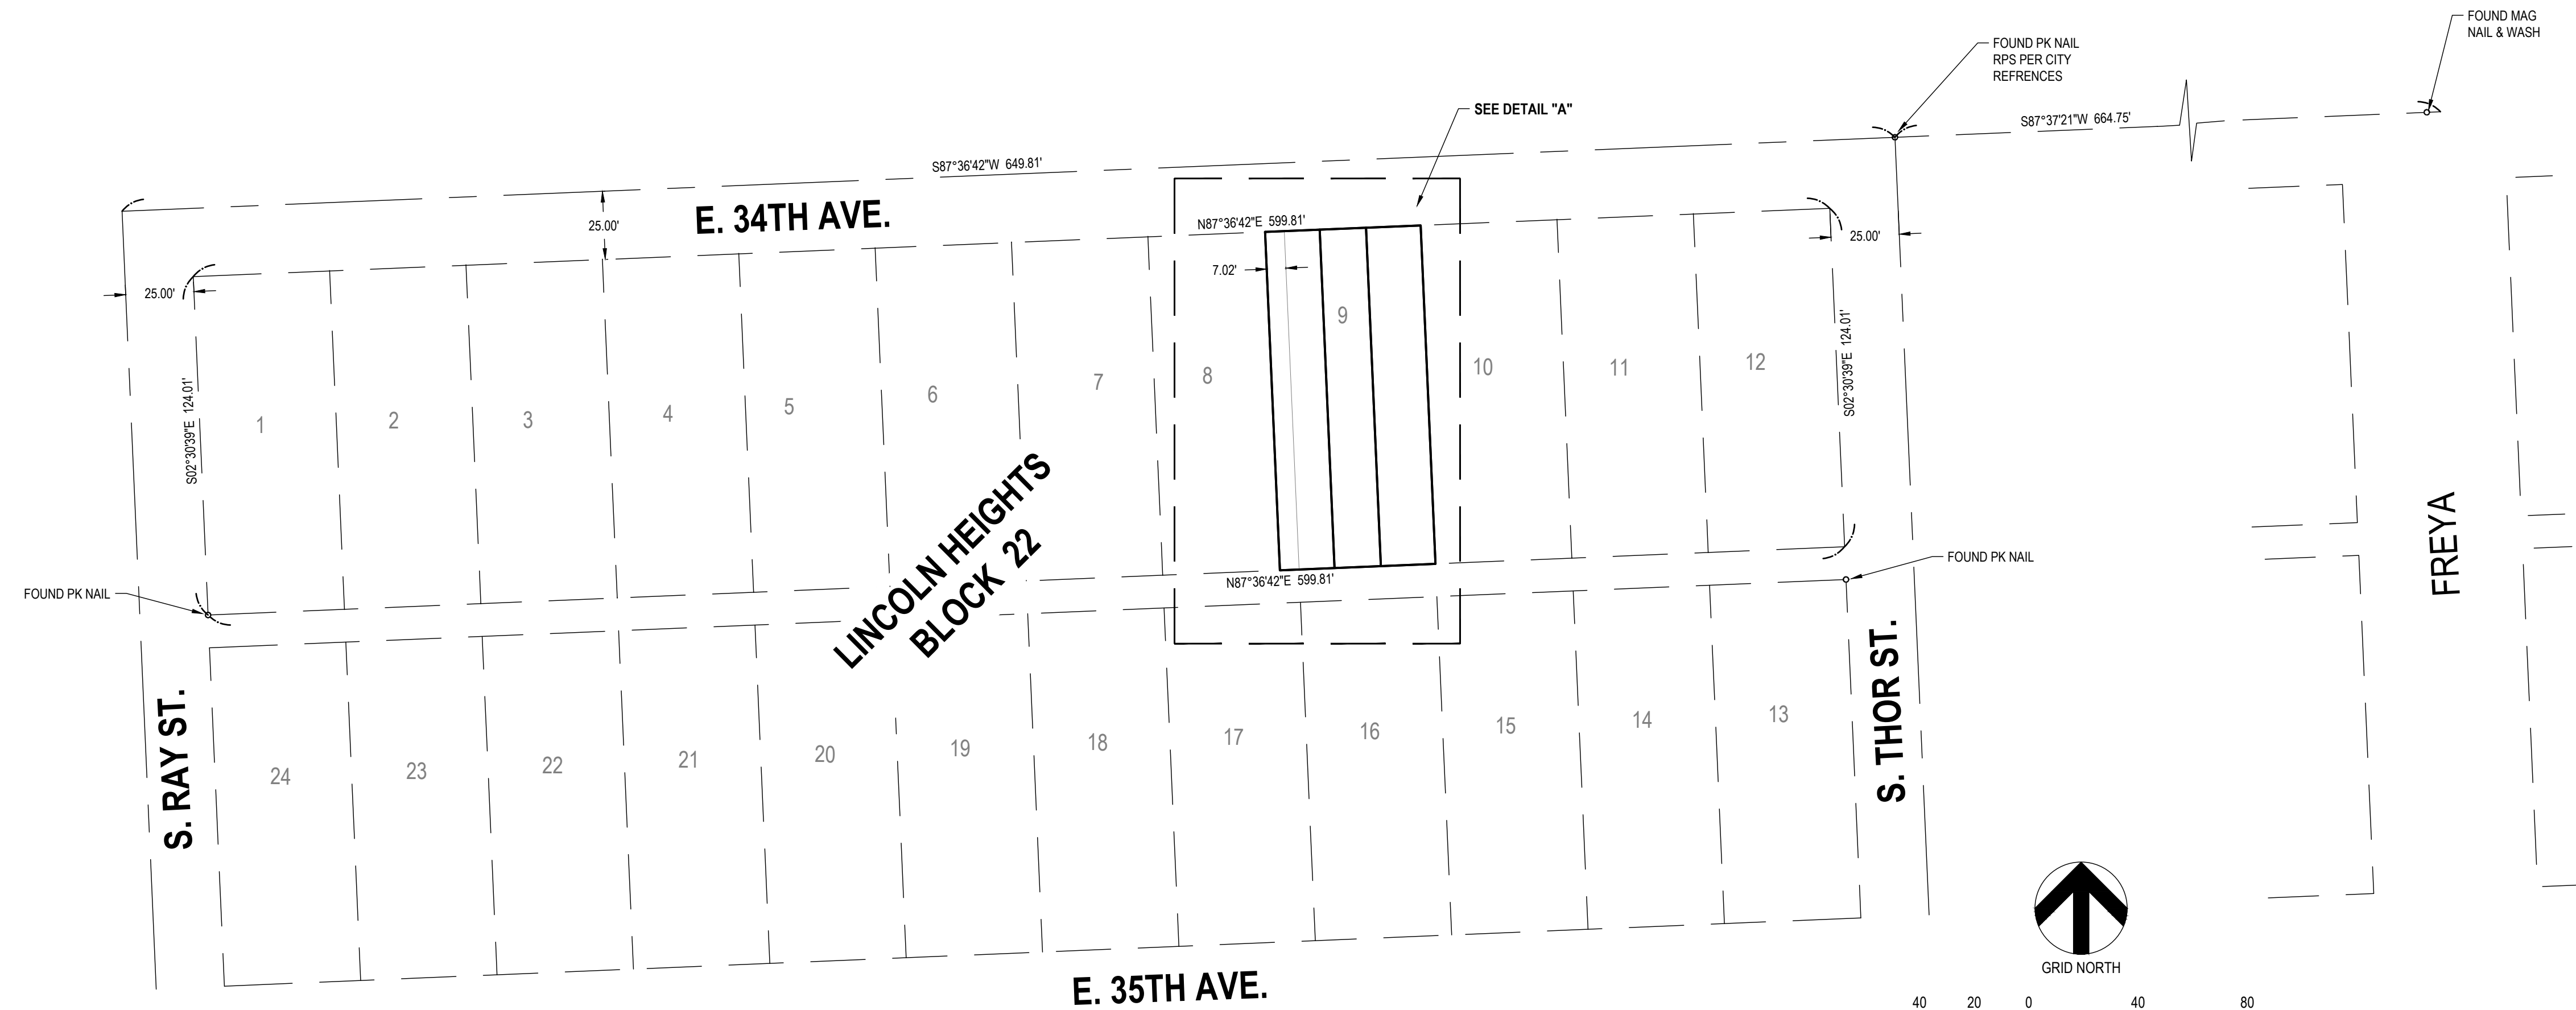 FOUND MAG
NAIL & WASH
FOUND PK NAIL
RPS PER CITY
REFRENCES
SEE DETAIL "A"
S87°37'21"W 664.75'
S87°36'42"W 649.81'
E. 34TH AVE.
25.00'
N87°36'42"E 599.81'
25.00'
25.00'
7.02'
S02°30'39"E 124.01'
S02°30'39"E 124.01'
1
2
3
4
5
6
7
8
9
10
11
12
LINCOLN HEIGHTS
BLOCK 22
N87°36'42"E 599.81'
FOUND PK NAIL
FOUND PK NAIL
FREYA
S. RAY ST.
S. THOR ST.
24
23
22
21
20
19
18
17
16
15
14
13
E. 35TH AVE.
GRID NORTH
40 20 0 40 80